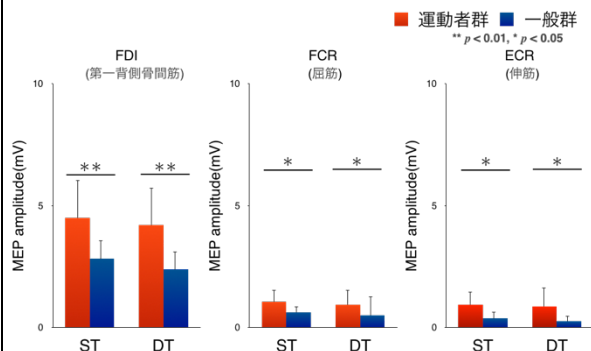 運動者群 一般群
** p < 0.01, * p < 0.05
FDI
(第一背側骨間筋)
MEP amplitude(mV)
10
5
0
** **
ST DT
FCR
(屈筋)
MEP amplitude(mV)
10
5
0
* *
ST DT
ECR
(伸筋)
MEP amplitude(mV)
10
5
0
* *
ST DT